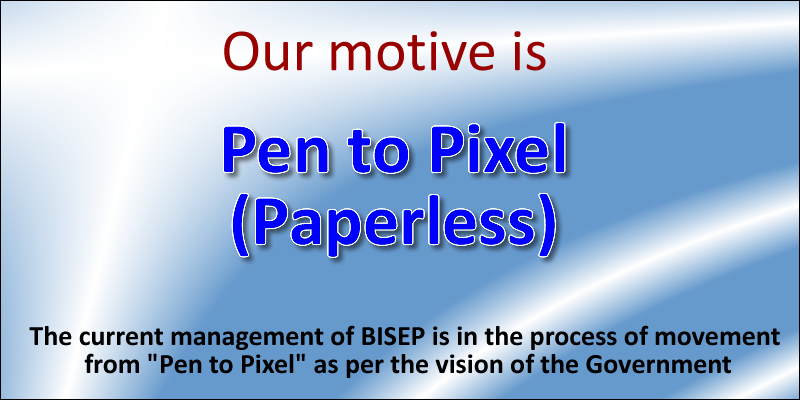 Our motive is
Pen to Pixel
(Paperless)
The current management of BISEP is in the process of movement
from "Pen to Pixel" as per the vision of the Government